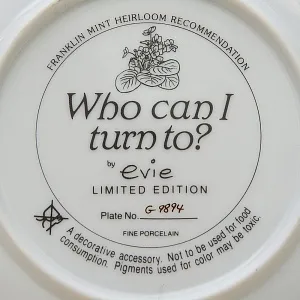 FRANKLIN MINT HEIRLOOM RECOMMENDATION
Who can I
turn to?
by evie
LIMITED EDITION
Plate No. G 9894
FINE PORCELAIN
A decorative accessory. Not to be used for food
consumption. Pigments used for color may be toxic.